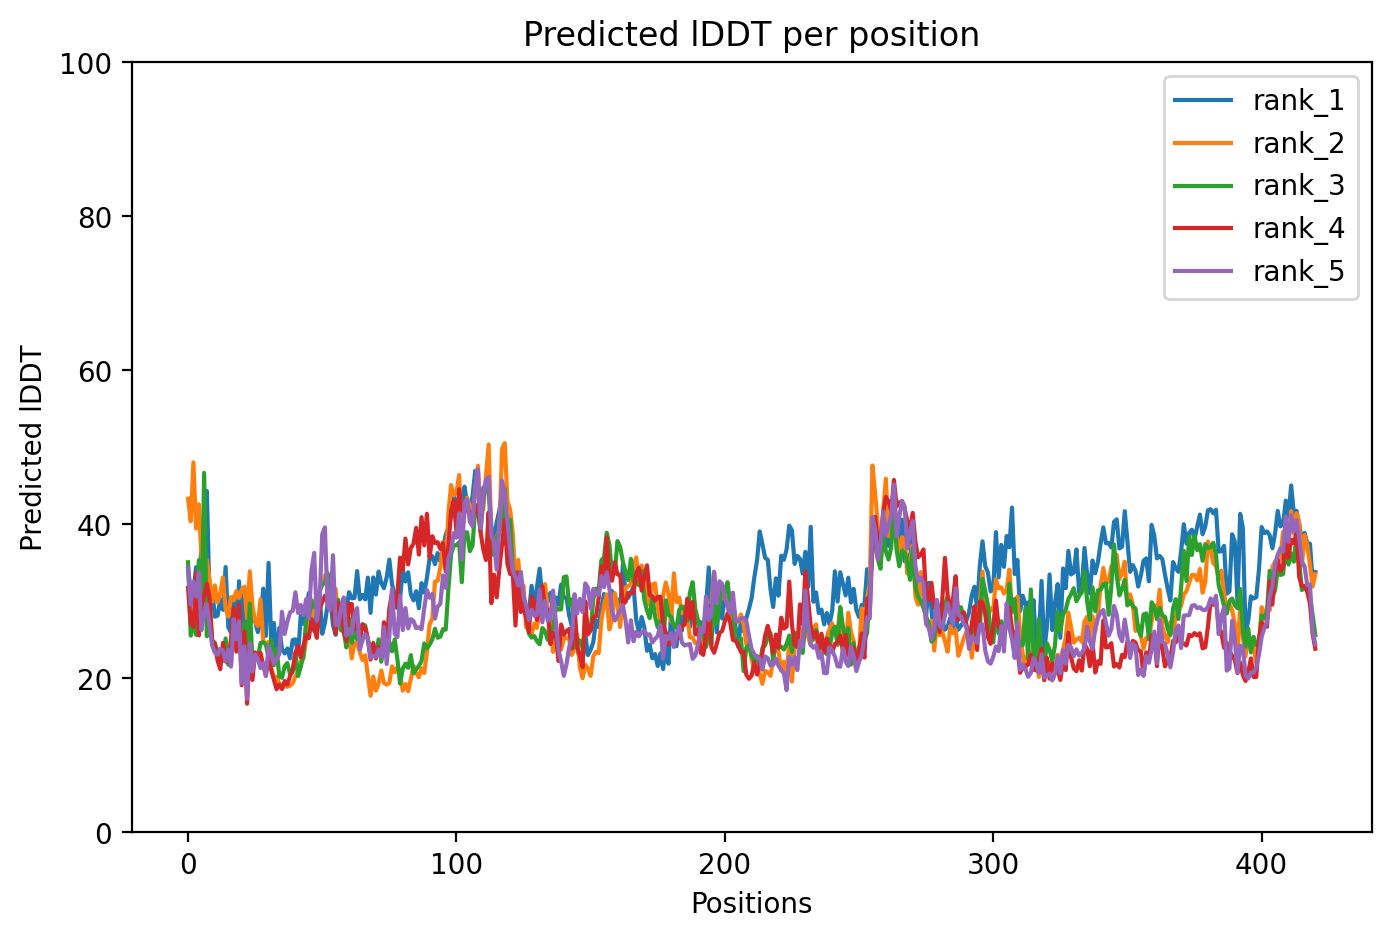 Predicted lDDT per position
100
80
60
40
20
0
Predicted lDDT
rank_1
rank_2
rank_3
rank_4
rank_5
0 100 200 300 400
Positions